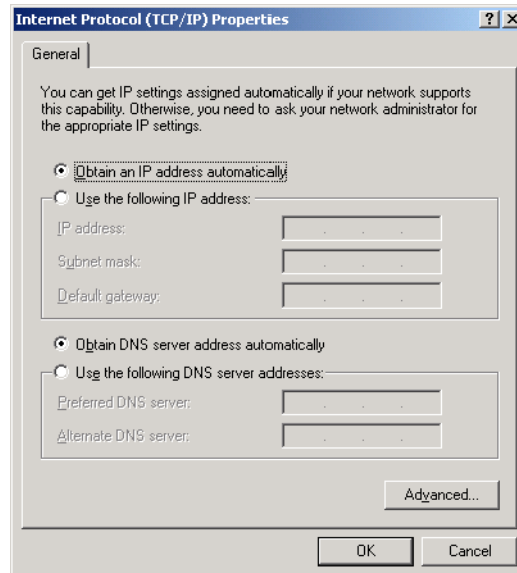 Internet Protocol (TCP/IP) Properties
General
You can get IP settings assigned automatically if your network supports
this capability. Otherwise, you need to ask your network administrator for
the appropriate IP settings.
Obtain an IP address automatically
Use the following IP address:
IP address:
Subnet mask:
Default gateway:
Obtain DNS server address automatically
Use the following DNS server addresses:
Preferred DNS server:
Alternate DNS server:
Advanced...
OK Cancel